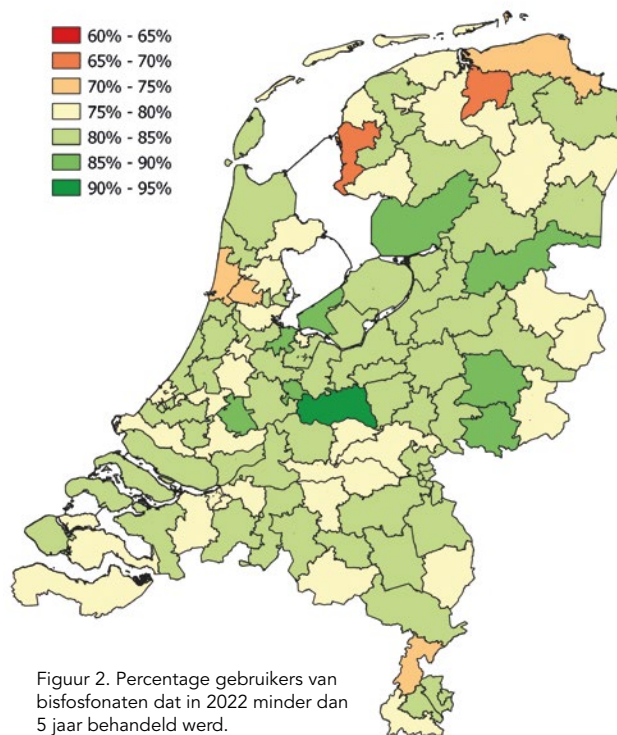 60% - 65%
65% - 70%
70% - 75%
75% - 80%
80% - 85%
85% - 90%
90% - 95%
Figuur 2. Percentage gebruikers van
bisfosfonaten dat in 2022 minder dan
5 jaar behandeld werd.